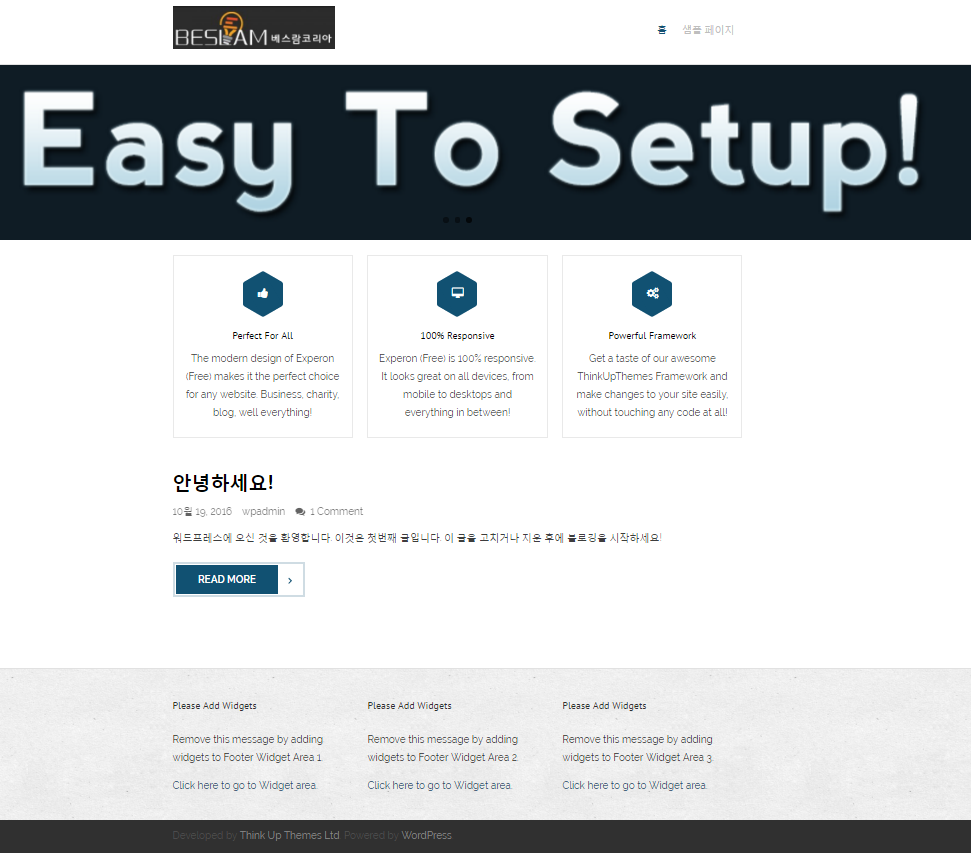 BESLAM 베스람코리아
홈 샘플 페이지
Easy To Setup!
Perfect For All
The modern design of Experon
(Free) makes it the perfect choice
for any website. Business, charity,
blog, well everything!
100% Responsive
Experon (Free) is 100% responsive.
It looks great on all devices, from
mobile to desktops and
everything in between!
Powerful Framework
Get a taste of our awesome
ThinkUpThemes Framework and
make changes to your site easily,
without touching any code at all!
안녕하세요!
10월 19, 2016 wpadmin 1 Comment
워드프레스에 오신 것을 환영합니다. 이것은 첫번째 글입니다. 이 글을 고치거나 지운 후에 블로깅을 시작하세요!
READ MORE ›
Please Add Widgets
Remove this message by adding
widgets to Footer Widget Area 1.
Click here to go to Widget area.
Please Add Widgets
Remove this message by adding
widgets to Footer Widget Area 2.
Click here to go to Widget area.
Please Add Widgets
Remove this message by adding
widgets to Footer Widget Area 3.
Click here to go to Widget area.
Developed by Think Up Themes Ltd. Powered by WordPress.